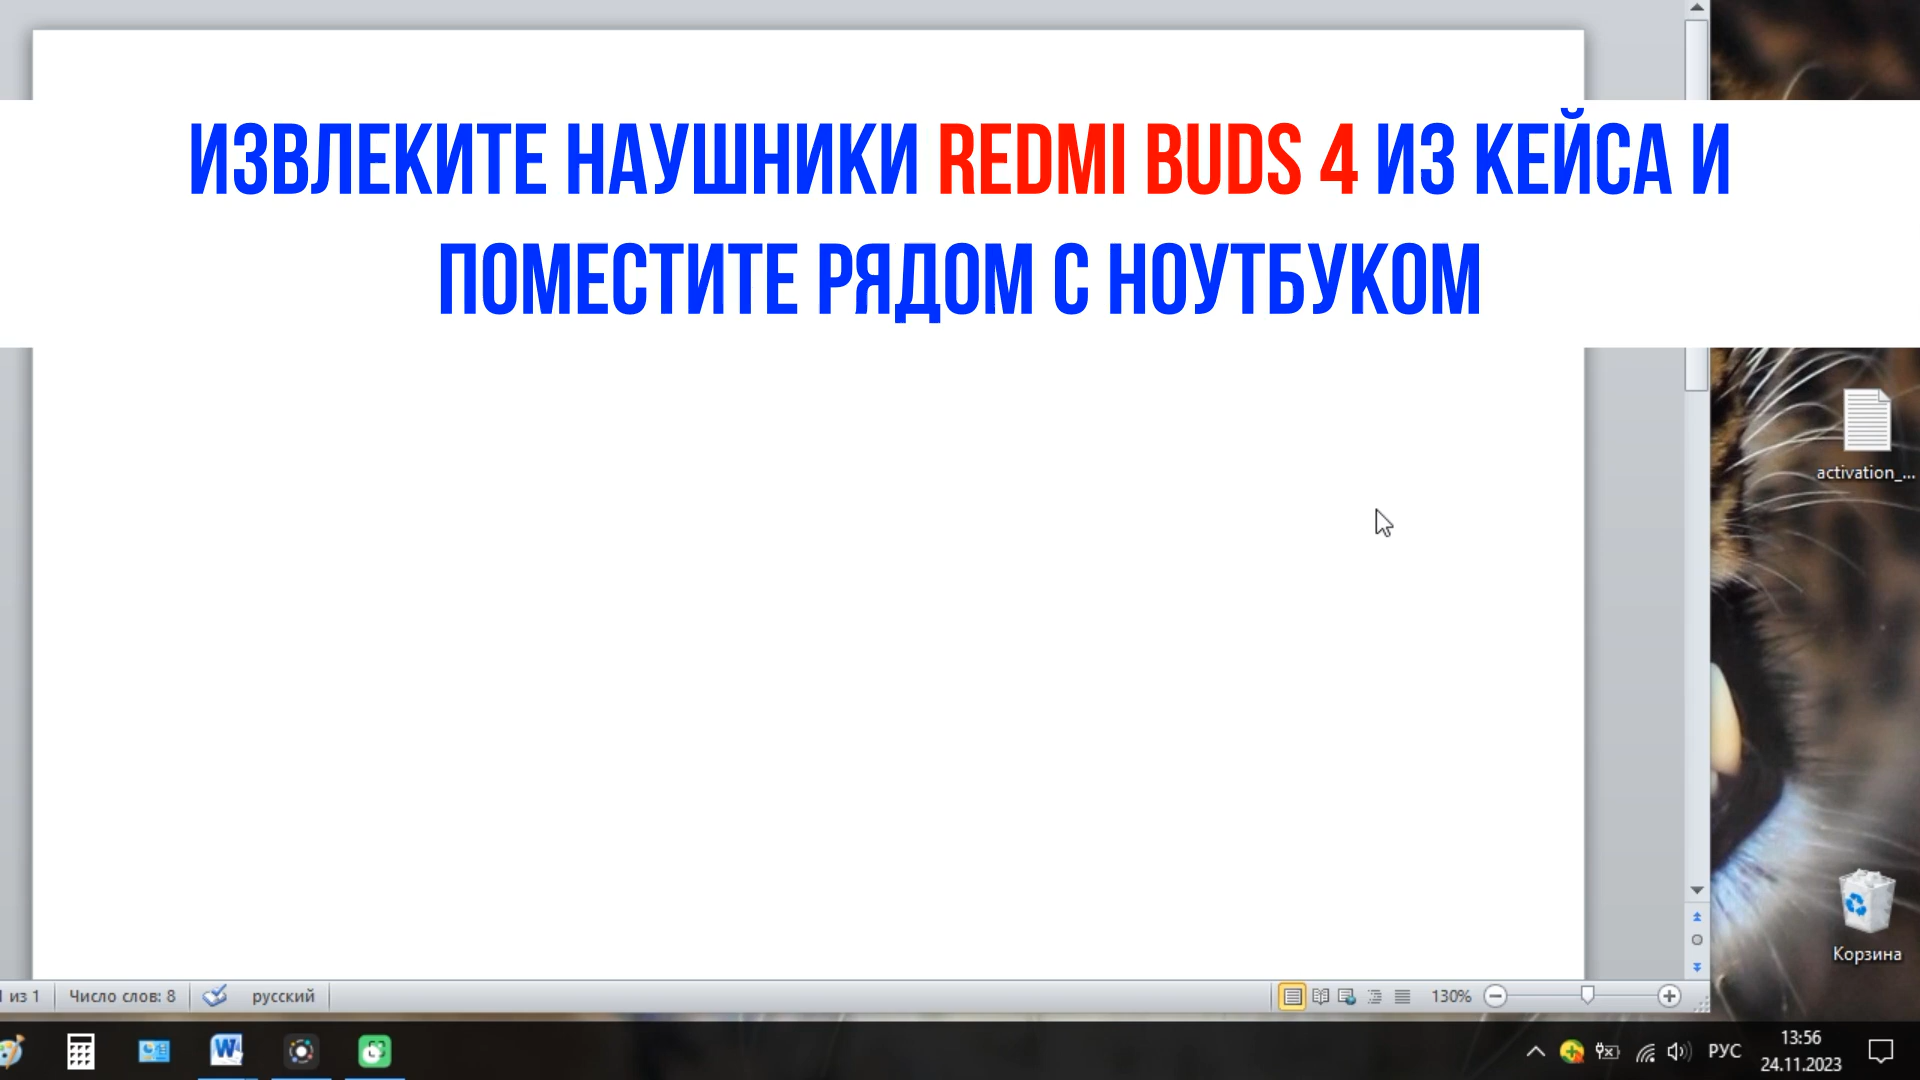 ИЗВЛЕКИТЕ НАУШНИКИ REDMI BUDS 4 ИЗ КЕЙСА И
ПОМЕСТИТЕ РЯДОМ С НОУТБУКОМ
activation_...
Корзина
1 из 1 Число слов: 8 русский 130%
РУС
13:56
24.11.2023